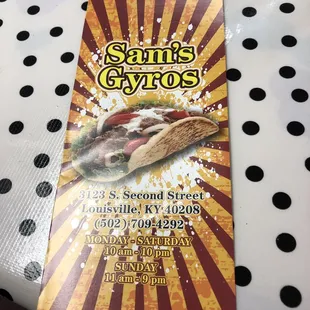 Sam's
Gyros
3123 S. Second Street
Louisville, KY 40208
(502) 709-4292
MONDAY - SATURDAY
10 am - 10 pm
SUNDAY
11 am - 9 pm